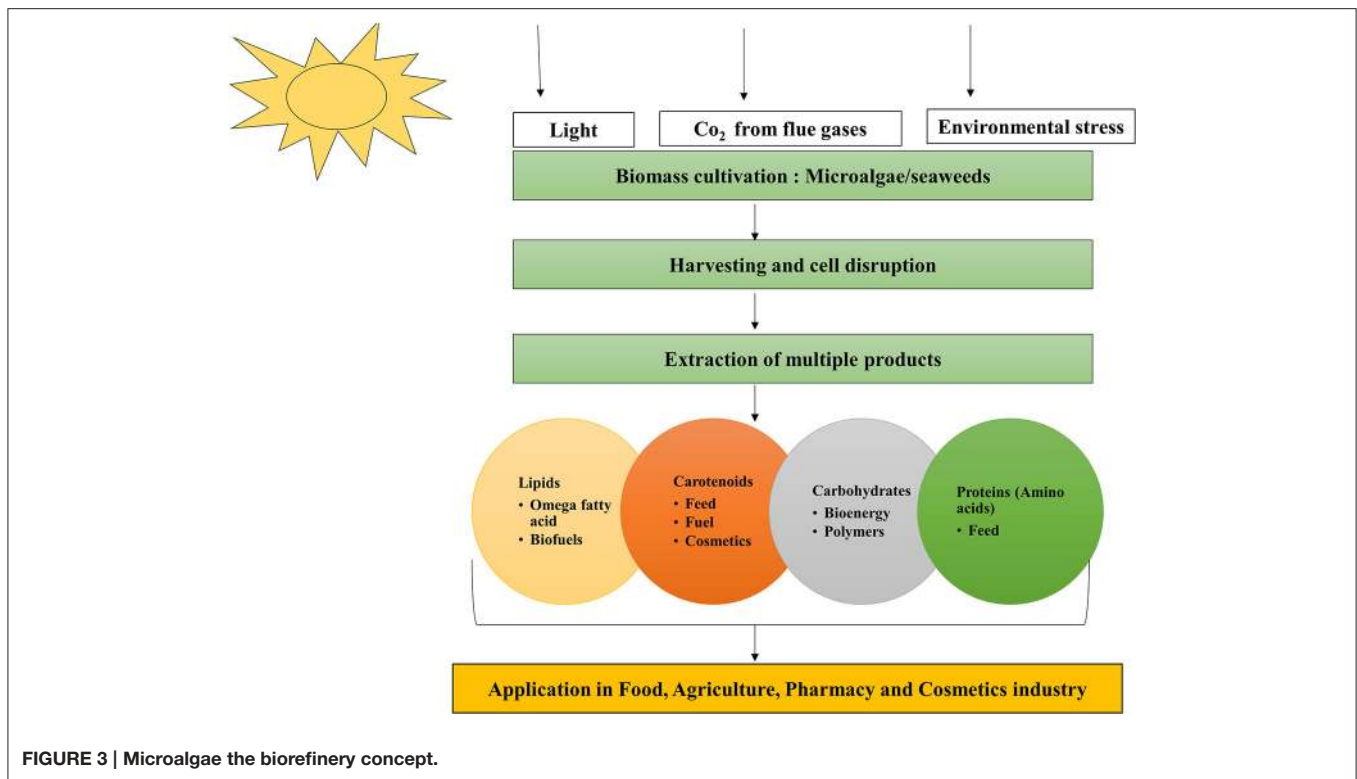 Light
Co₂ from flue gases
Environmental stress
Biomass cultivation : Microalgae/seaweeds
Harvesting and cell disruption
Extraction of multiple products
Lipids
• Omega fatty
acid
• Biofuels
Carotenoids
• Feed
• Fuel
• Cosmetics
Carbohydrates
• Bioenergy
• Polymers
Proteins (Amino
acids)
• Feed
Application in Food, Agriculture, Pharmacy and Cosmetics industry
FIGURE 3 | Microalgae the biorefinery concept.